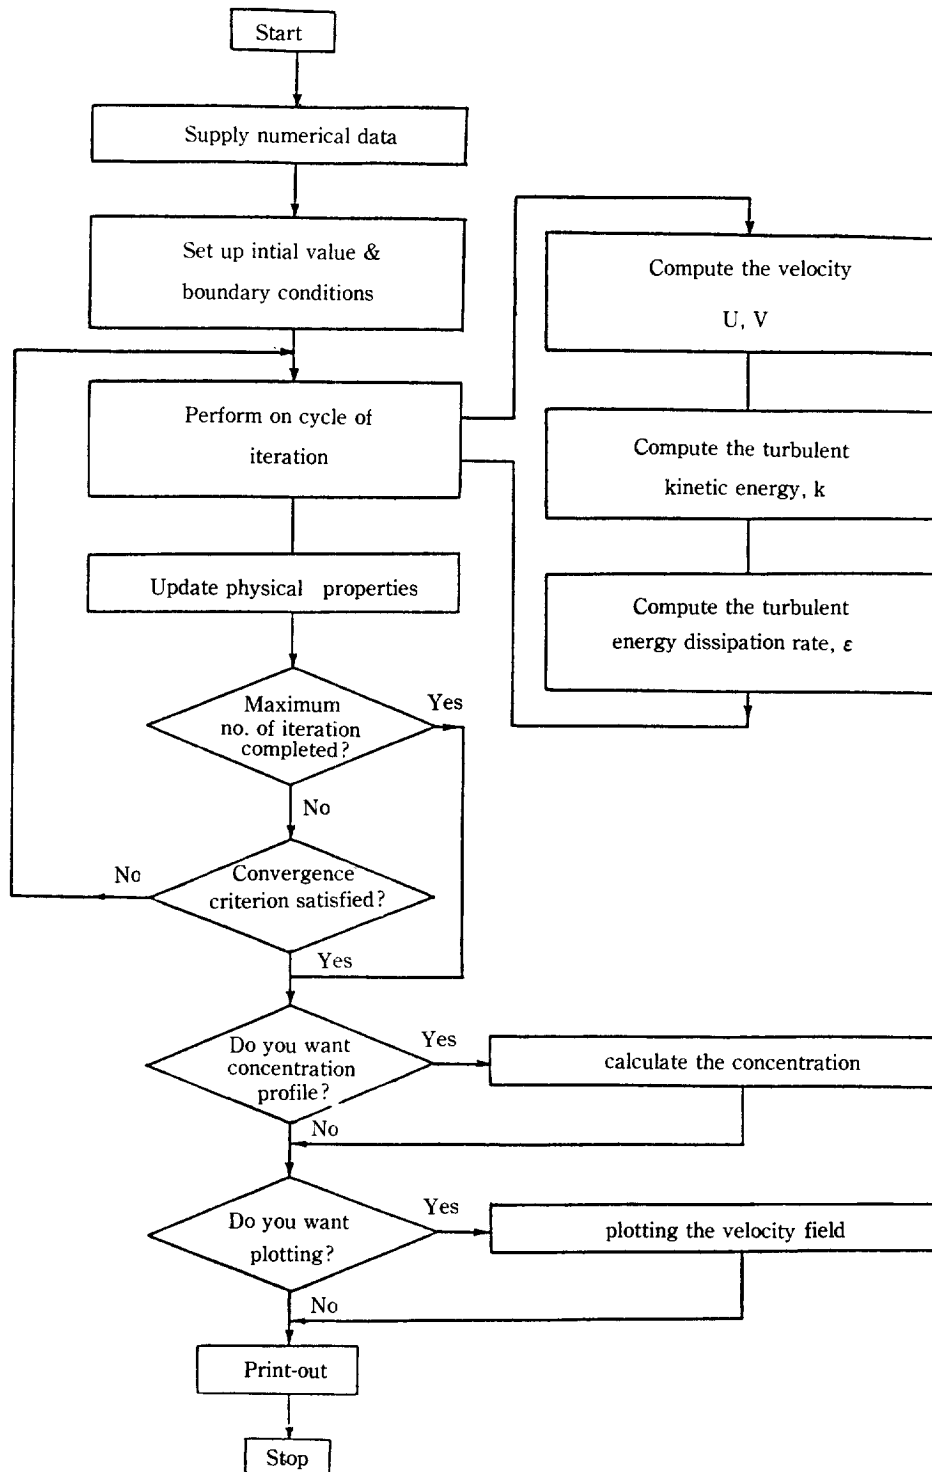 Start
Supply numerical data
Set up intial value &
boundary conditions
Perform on cycle of
iteration
Compute the velocity
U, V
Compute the turbulent
kinetic energy, k
Compute the turbulent
energy dissipation rate, ε
Update physical properties
Maximum
no. of iteration
completed?
Yes
No
Convergence
criterion satisfied?
No
Yes
Do you want
concentration
profile?
Yes
calculate the concentration
No
Do you want
plotting?
Yes
plotting the velocity field
No
Print-out
Stop